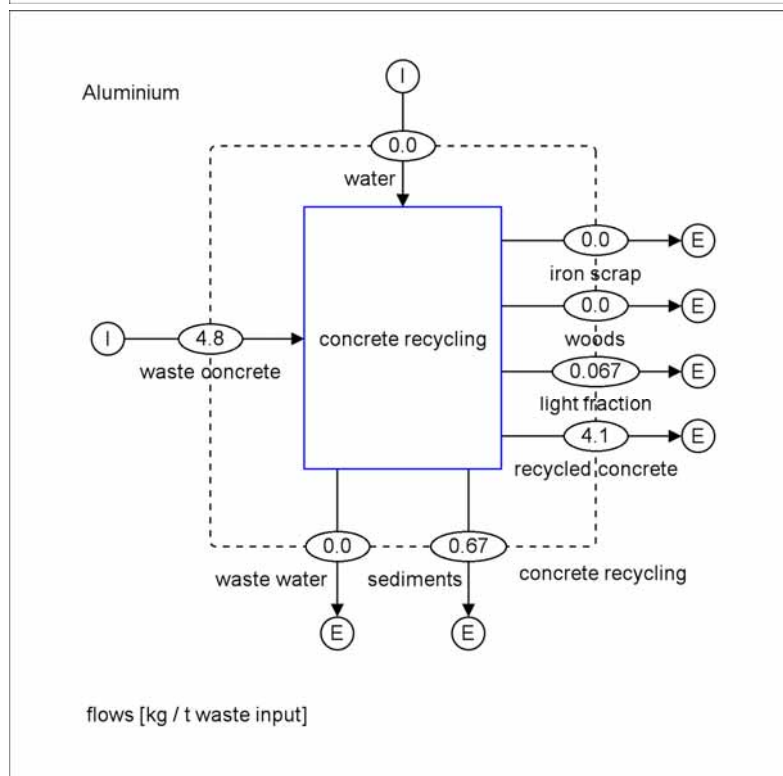 I
Aluminium
0.0
water
0.0
E
iron scrap
0.0
E
woods
I
4.8
concrete recycling
waste concrete
0.067
E
light fraction
4.1
E
recycled concrete
0.0
0.67
waste water
sediments
concrete recycling
E
E
flows [kg / t waste input]